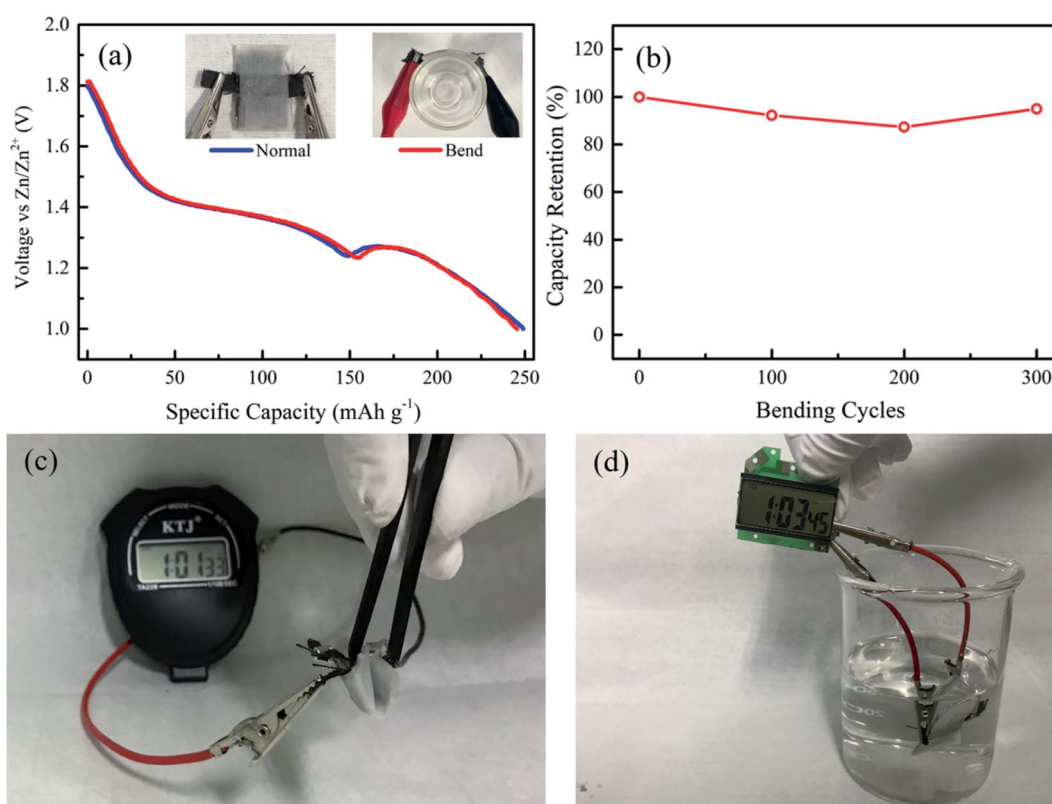 (a)
2.0
1.8
1.6
1.4
1.2
1.0
Voltage vs Zn/Zn²⁺ (V)
Normal
Bend
0
50
100
150
200
250
Specific Capacity (mAh g⁻¹)
(b)
120
100
80
60
40
20
0
Capacity Retention (%)
0
100
200
300
Bending Cycles
(c)
MODE
KTJ®
1:01 33
(d)
1:03 45